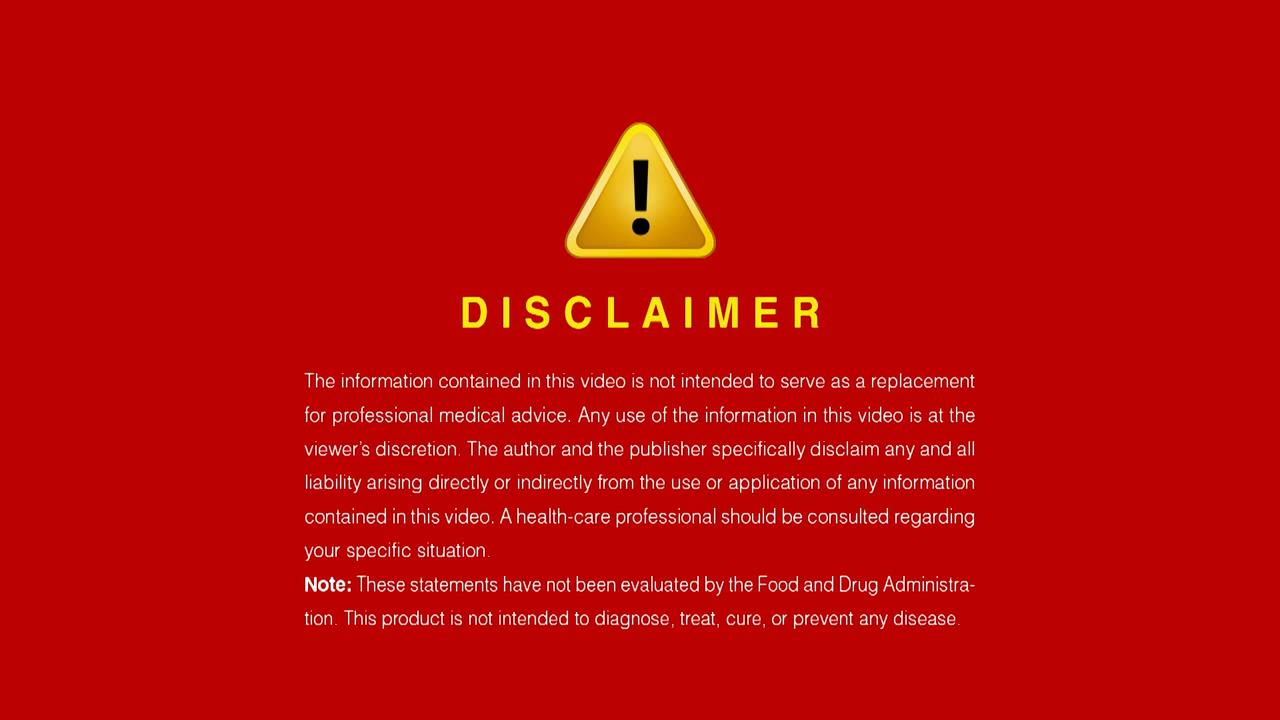 DISCLAIMER
The information contained in this video is not intended to serve as a replacement
for professional medical advice. Any use of the information in this video is at the
viewer's discretion. The author and the publisher specifically disclaim any and all
liability arising directly or indirectly from the use or application of any information
contained in this video. A health-care professional should be consulted regarding
your specific situation.
Note: These statements have not been evaluated by the Food and Drug Administra-
tion. This product is not intended to diagnose, treat, cure, or prevent any disease.